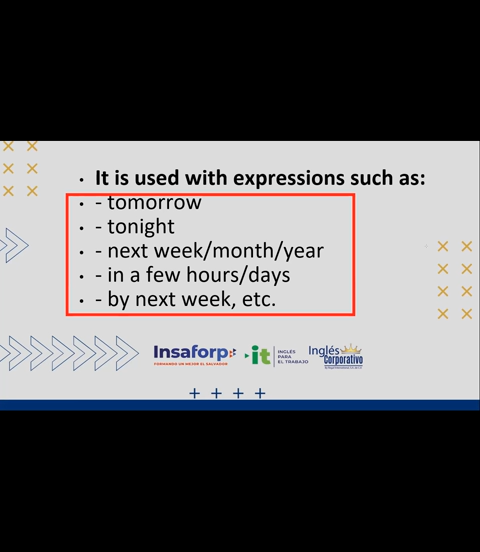 • It is used with expressions such as:
• - tomorrow
• - tonight
• - next week/month/year
• - in a few hours/days
• - by next week, etc.
Insaforp
FORMANDO UN MEJOR EL SALVADOR
it
INGLÉS
PARA
EL TRABAJO
Inglés
Corporativo